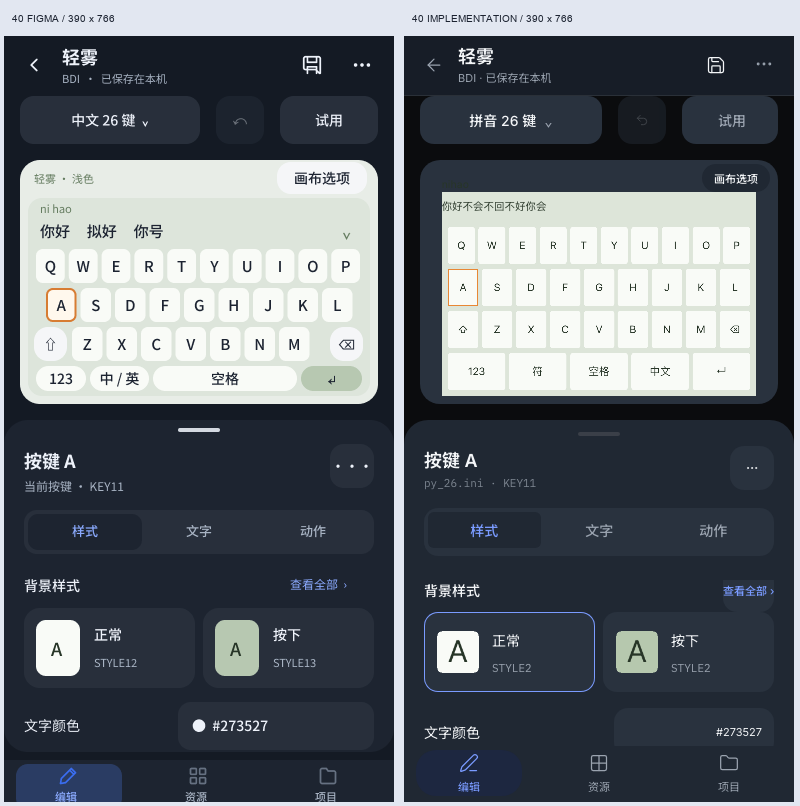 40 FIGMA / 390 x 766
轻雾
BDI · 已保存在本机
中文 26 键
试用
轻雾 · 浅色
画布选项
ni hao
你好 拟好 你号
Q W E R T Y U I O P
A S D F G H J K L
Z X C V B N M
123 中 / 英 空格
按键 A
当前按键 · KEY11
样式 文字 动作
背景样式 查看全部 ›
A 正常 STYLE12
A 按下 STYLE13
文字颜色 #273527
编辑 资源 项目
40 IMPLEMENTATION / 390 x 766
轻雾
BDI · 已保存在本机
拼音 26 键
试用
画布选项
你好不会不回不好你会
Q W E R T Y U I O P
A S D F G H J K L
Z X C V B N M
123 符 空格 中文
按键 A
py_26.ini · KEY11
样式 文字 动作
背景样式 查看全部 ›
A 正常 STYLE2
A 按下 STYLE2
文字颜色 #273527
编辑 资源 项目